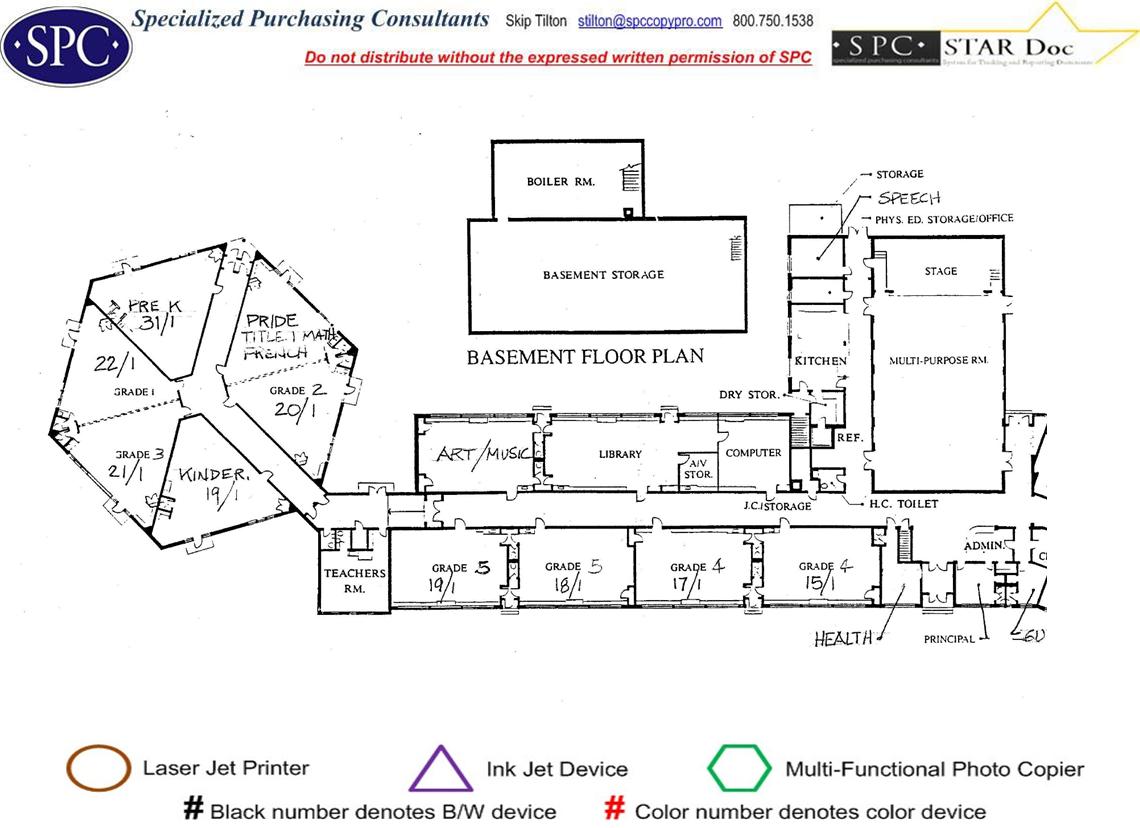 Specialized Purchasing Consultants Skip Tilton stilton@spccopypro.com 800.750.1538
SPC
Do not distribute without the expressed written permission of SPC
SPC STAR Doc
specialized purchasing consultants System for Tracking and Reporting Documents
BOILER RM.
BASEMENT STORAGE
BASEMENT FLOOR PLAN
STORAGE
SPEECH
PHYS. ED. STORAGE/OFFICE
STAGE
MULTI-PURPOSE RM.
KITCHEN
DRY STOR.
REF.
H.C. TOILET
PRE K
31/1
PRIDE
TITLE 1 MATH
FRENCH
22/1
GRADE 1
GRADE 2
20/1
GRADE 3
21/1
KINDER.
19/1
ART/MUSIC
LIBRARY
A/V
STOR.
COMPUTER
J.C./STORAGE
TEACHERS
RM.
GRADE 5
19/1
GRADE 5
18/1
GRADE 4
17/1
GRADE 4
15/1
ADMIN.
HEALTH
PRINCIPAL
Laser Jet Printer
Ink Jet Device
Multi-Functional Photo Copier
# Black number denotes B/W device
# Color number denotes color device